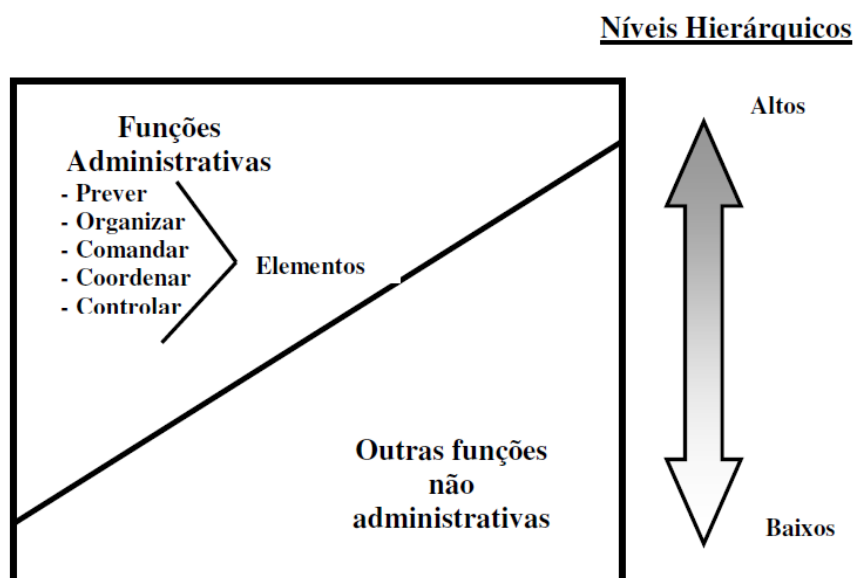 Níveis Hierárquicos
Altos
Funções
Administrativas
- Prever
- Organizar
- Comandar
- Coordenar
- Controlar
Elementos
Outras funções
não
administrativas
Baixos